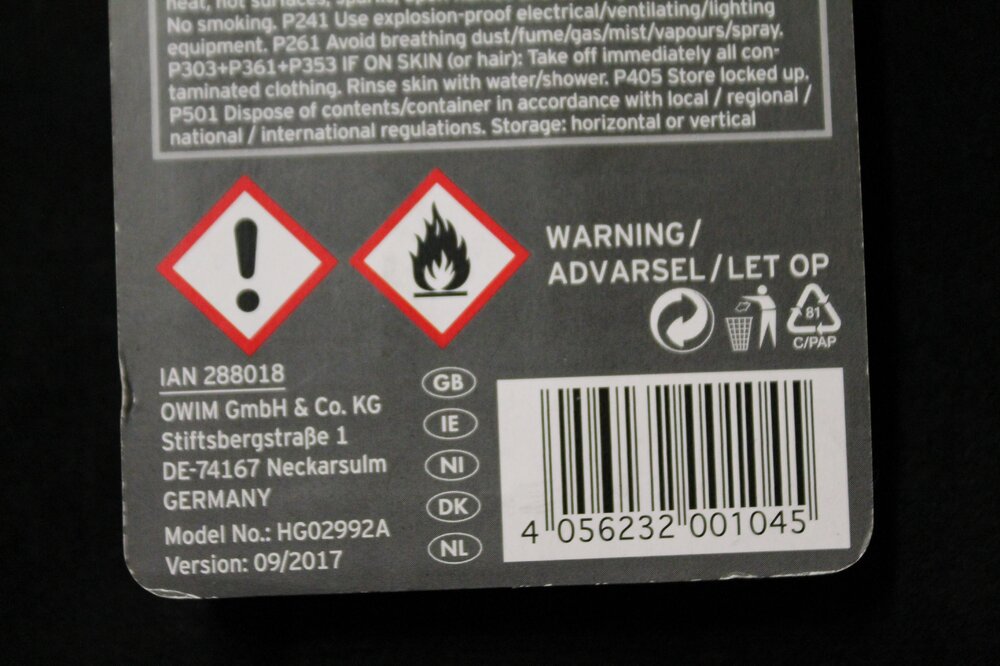 heat, hot surfaces,
No smoking. P241 Use explosion-proof electrical/ventilating/lighting
equipment. P261 Avoid breathing dust/fume/gas/mist/vapours/spray.
P303+P361+P353 IF ON SKIN (or hair): Take off immediately all con-
taminated clothing. Rinse skin with water/shower. P405 Store locked up.
P501 Dispose of contents/container in accordance with local / regional /
national / international regulations. Storage: horizontal or vertical
WARNING/
ADVARSEL/LET OP
81
C/PAP
IAN 288018
OWIM GmbH & Co. KG
Stiftsbergstraße 1
DE-74167 Neckarsulm
GERMANY
Model No.: HG02992A
Version: 09/2017
GB
IE
NI
DK
NL
4 056232 001045